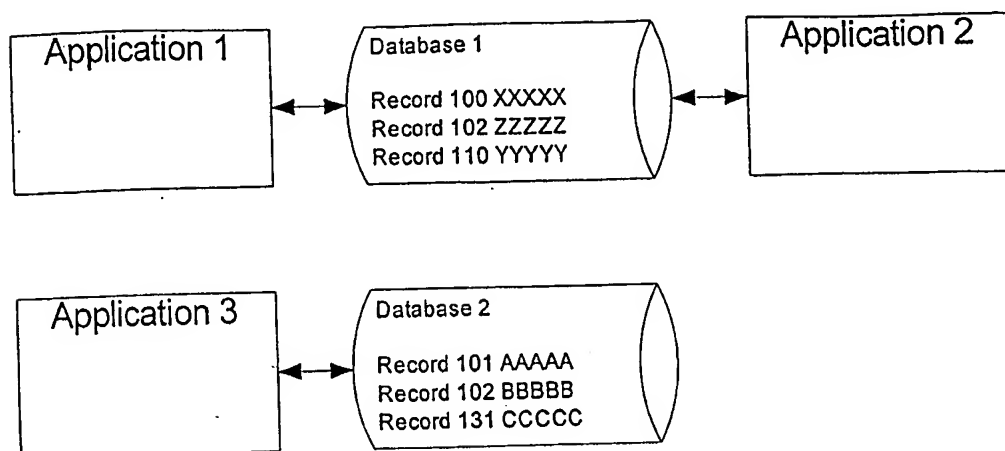 Application 1
Database 1
Record 100 XXXXX
Record 102 ZZZZZ
Record 110 YYYYY
Application 2
Application 3
Database 2
Record 101 AAAAA
Record 102 BBBBB
Record 131 CCCCC